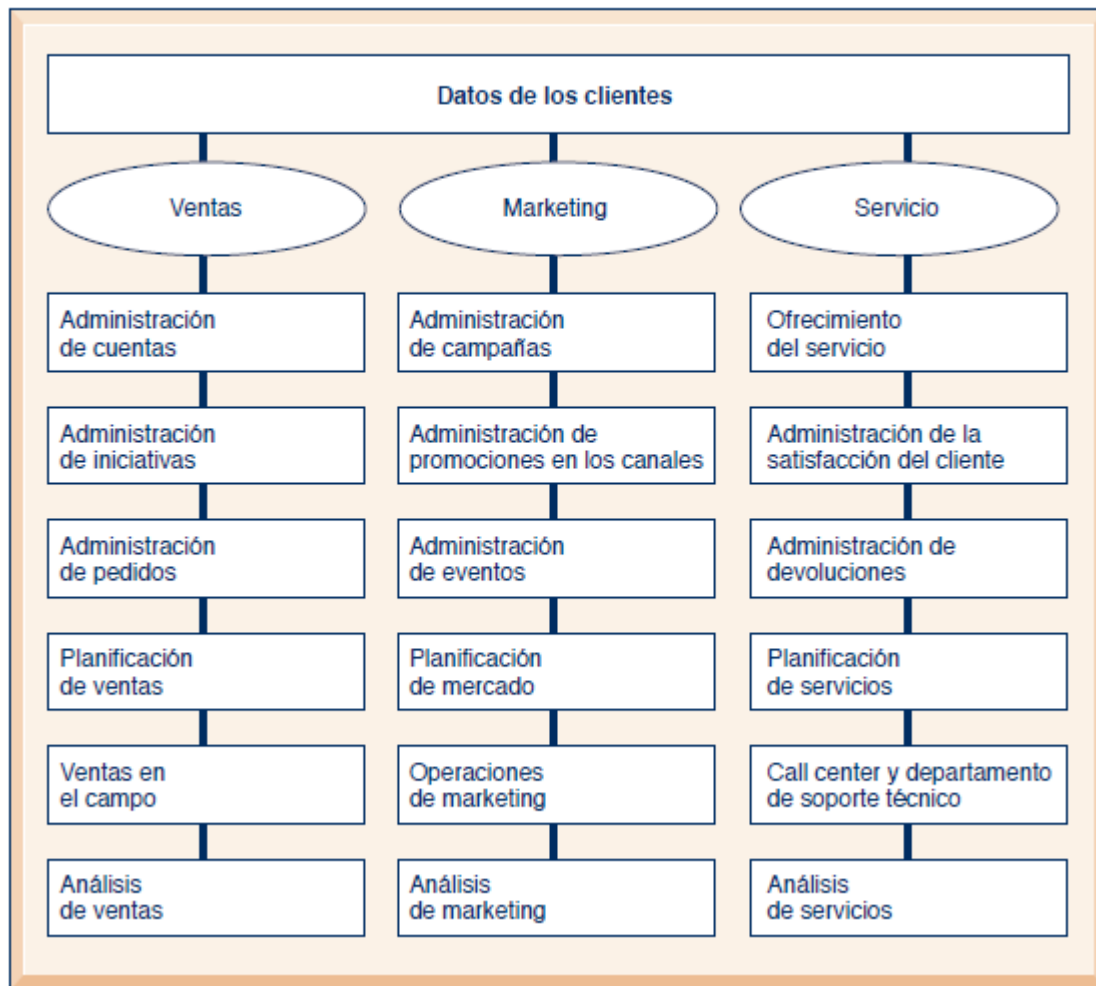 Datos de los clientes
Ventas
Marketing
Servicio
Administración
de cuentas
Administración
de campañas
Ofrecimiento
del servicio
Administración
de iniciativas
Administración de
promociones en los canales
Administración de la
satisfacción del cliente
Administración
de pedidos
Administración
de eventos
Administración de
devoluciones
Planificación
de ventas
Planificación
de mercado
Planificación
de servicios
Ventas en
el campo
Operaciones
de marketing
Call center y departamento
de soporte técnico
Análisis
de ventas
Análisis
de marketing
Análisis
de servicios